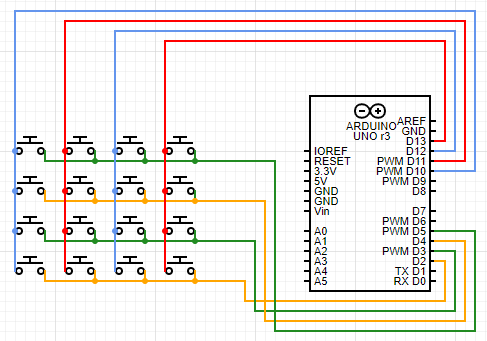 ARDUINO
UNO r3
AREF
GND
D13
D12
PWM D11
PWM D10
PWM D9
D8
D7
PWM D6
PWM D5
D4
PWM D3
D2
TX D1
RX D0
IOREF
RESET
3.3V
5V
GND
GND
Vin
A0
A1
A2
A3
A4
A5